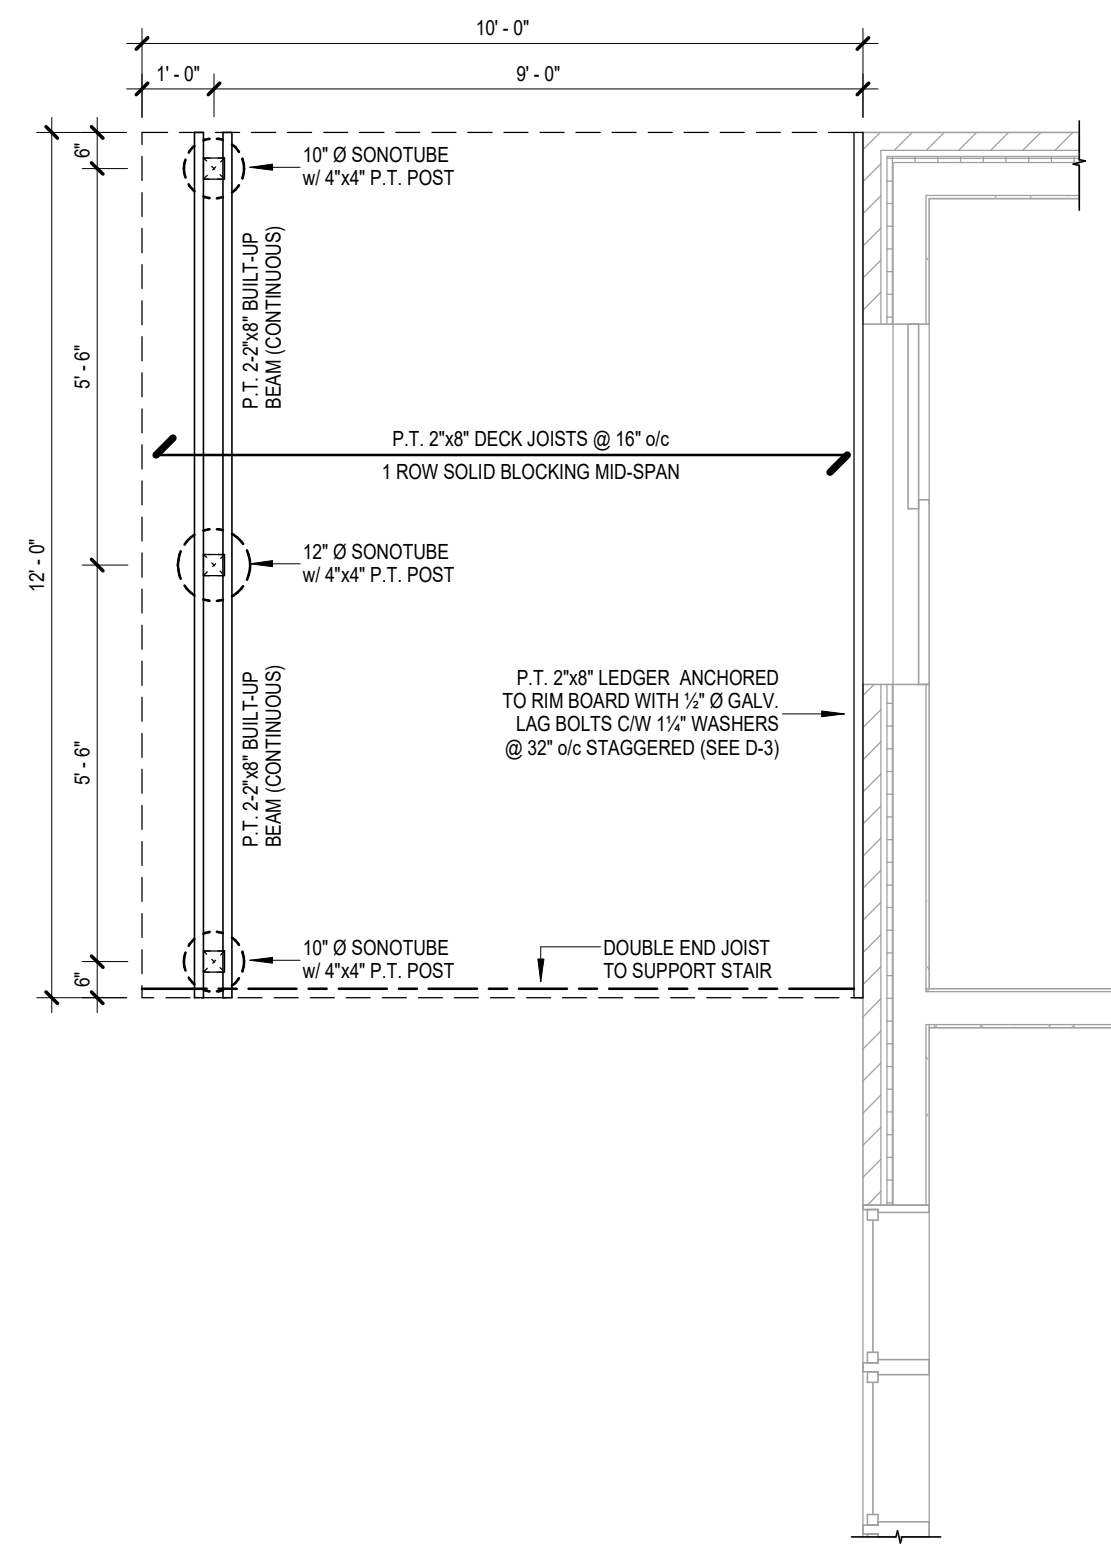 10' - 0"
1' - 0"
9' - 0"
6"
10" Ø SONOTUBE
w/ 4"x4" P.T. POST
P.T. 2-2"x8" BUILT-UP
BEAM (CONTINUOUS)
5' - 6"
P.T. 2"x8" DECK JOISTS @ 16" o/c
1 ROW SOLID BLOCKING MID-SPAN
12' - 0"
12" Ø SONOTUBE
w/ 4"x4" P.T. POST
P.T. 2"x8" LEDGER ANCHORED
TO RIM BOARD WITH ½" Ø GALV.
LAG BOLTS C/W 1¼" WASHERS
@ 32" o/c STAGGERED (SEE D-3)
5' - 6"
P.T. 2-2"x8" BUILT-UP
BEAM (CONTINUOUS)
10" Ø SONOTUBE
w/ 4"x4" P.T. POST
DOUBLE END JOIST
TO SUPPORT STAIR
6"